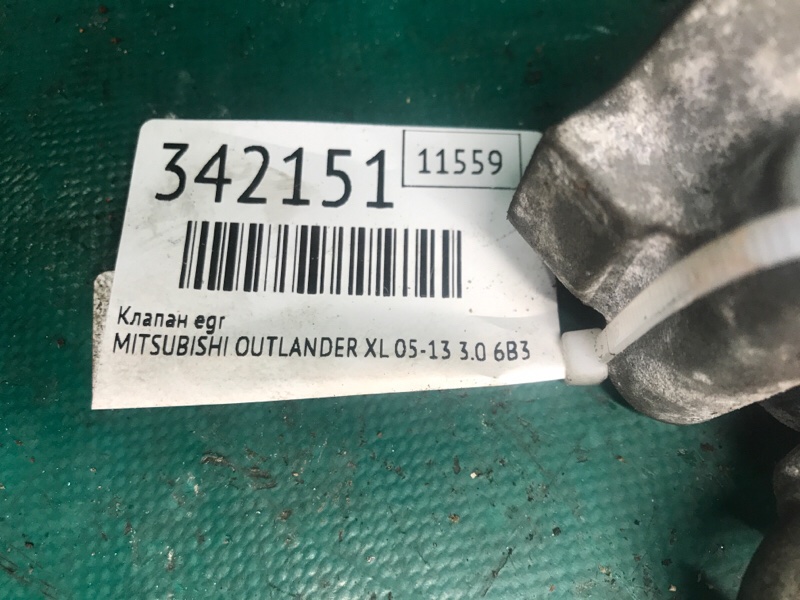 342151
11559
Клапан egr
MITSUBISHI OUTLANDER XL 05-13 3.0 6B3